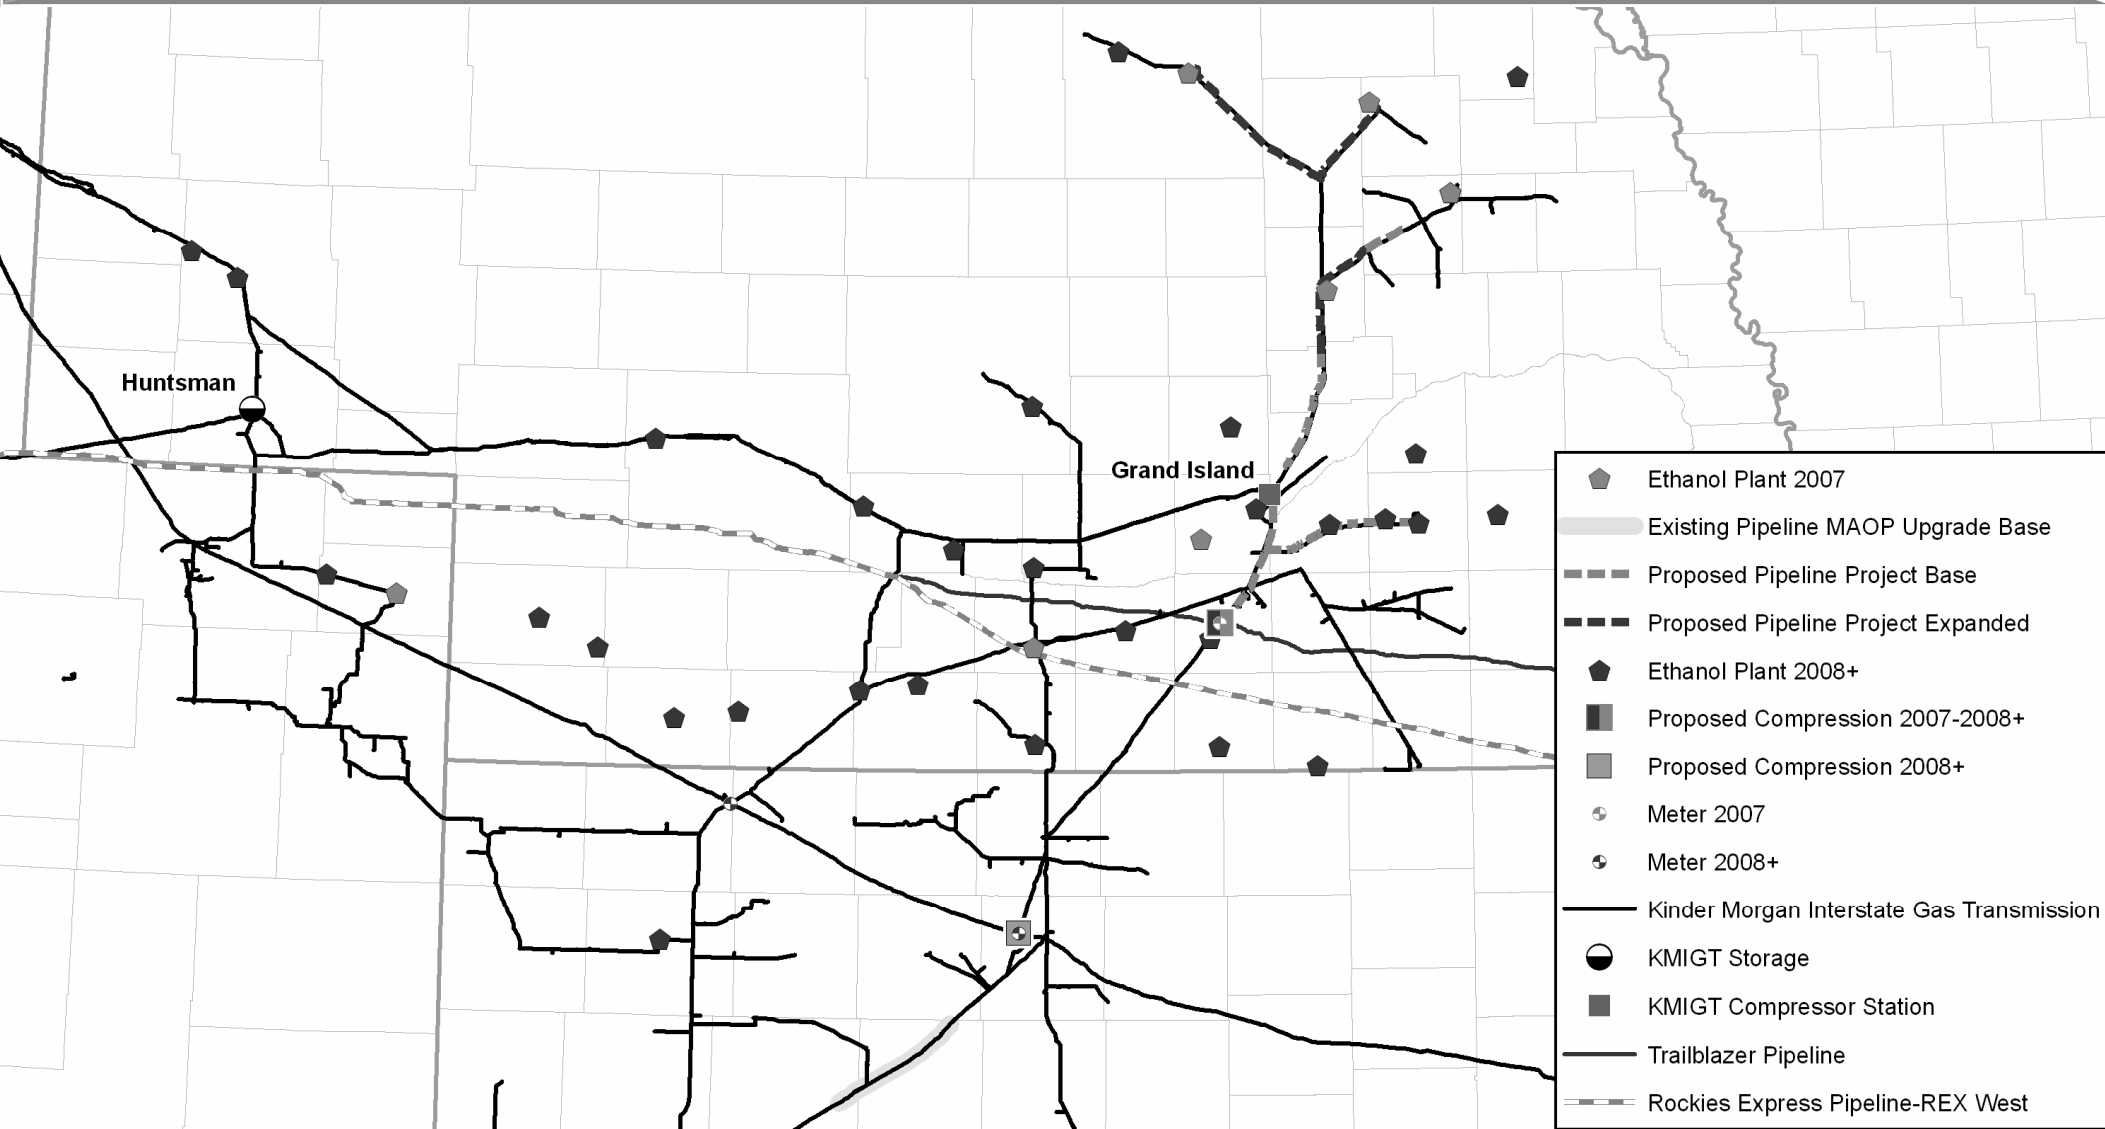 Huntsman
Grand Island
Ethanol Plant 2007
Existing Pipeline MAOP Upgrade Base
Proposed Pipeline Project Base
Proposed Pipeline Project Expanded
Ethanol Plant 2008+
Proposed Compression 2007-2008+
Proposed Compression 2008+
Meter 2007
Meter 2008+
Kinder Morgan Interstate Gas Transmission
KMIGT Storage
KMIGT Compressor Station
Trailblazer Pipeline
Rockies Express Pipeline-REX West